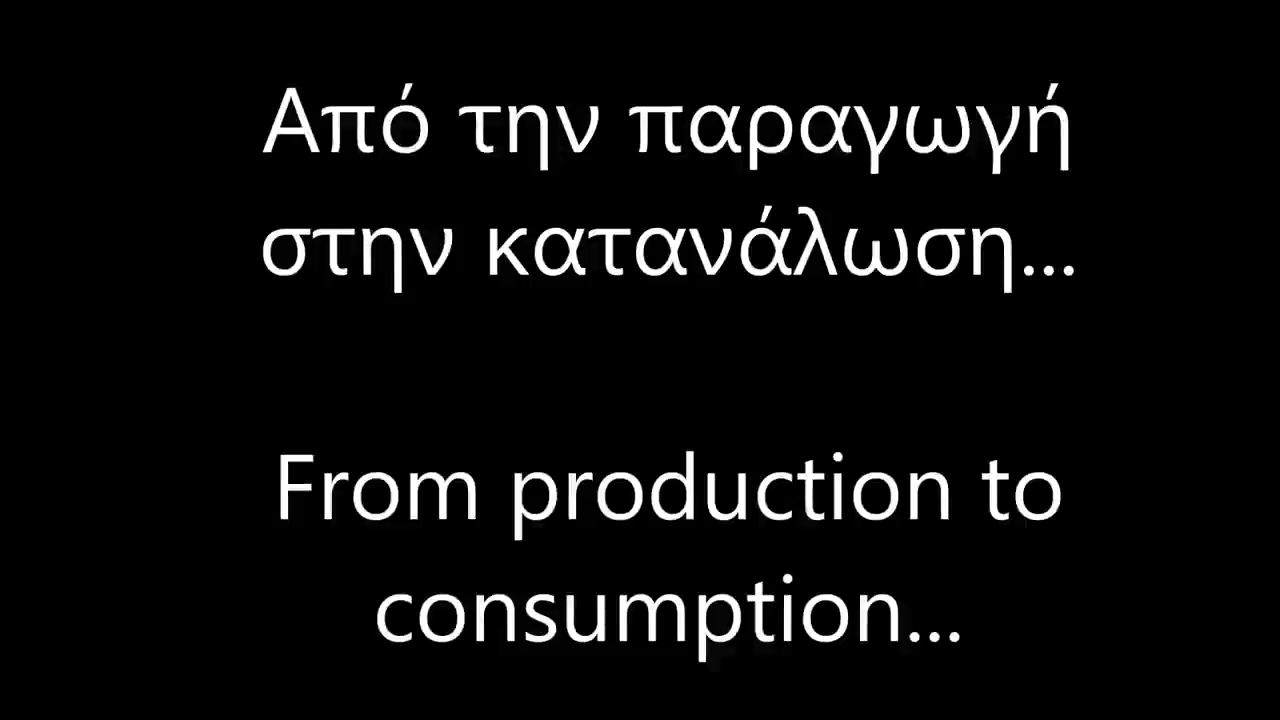 Από την παραγωγή
στην κατανάλωση...
From production to
consumption...